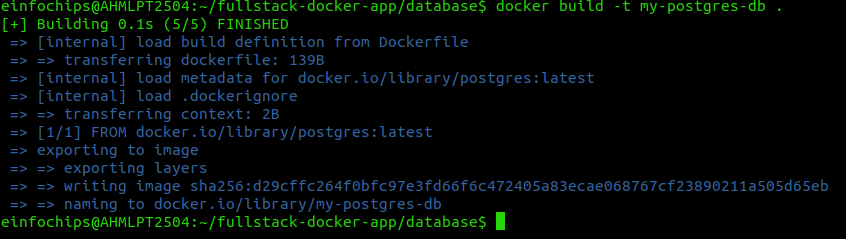 einfochips@AHMLPT2504:~/fullstack-docker-app/database$ docker build -t my-postgres-db .
[+] Building 0.1s (5/5) FINISHED
=> [internal] load build definition from Dockerfile
=> => transferring dockerfile: 139B
=> [internal] load metadata for docker.io/library/postgres:latest
=> [internal] load .dockerignore
=> => transferring context: 2B
=> [1/1] FROM docker.io/library/postgres:latest
=> exporting to image
=> => exporting layers
=> => writing image sha256:d29cffc264f0bfc97e3fd66f6c472405a83ecae068767cf23890211a505d65eb
=> => naming to docker.io/library/my-postgres-db
einfochips@AHMLPT2504:~/fullstack-docker-app/database$